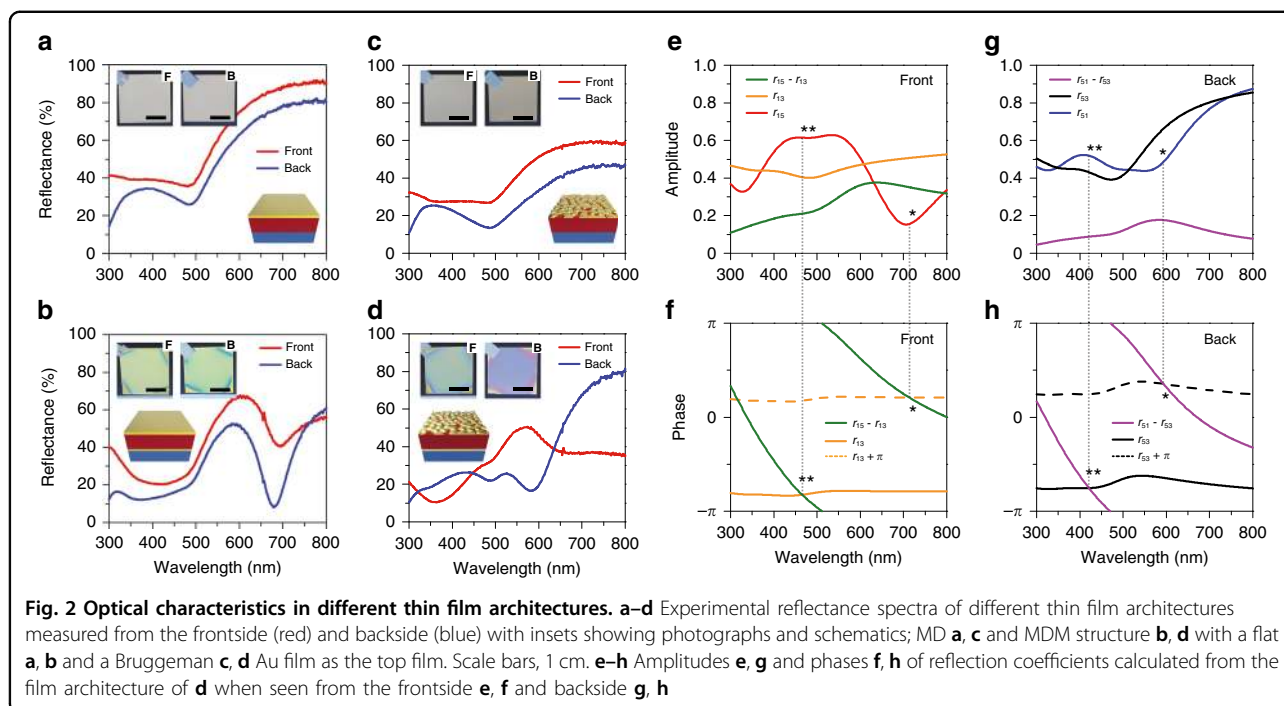 a
F
B
100
80
60
40
20
0
Reflectance (%)
Front
Back
300 400 500 600 700 800
c
F
B
100
80
60
40
20
0
Front
Back
300 400 500 600 700 800
e
Front
r15 - r13
r13
r15
**
*
1.0
0.8
0.6
0.4
0.2
0.0
Amplitude
300 400 500 600 700 800
g
Back
r51 - r53
r53
r51
**
*
1.0
0.8
0.6
0.4
0.2
0.0
300 400 500 600 700 800
b
F
B
100
80
60
40
20
0
Reflectance (%)
Front
Back
300 400 500 600 700 800
Wavelength (nm)
d
F
B
100
80
60
40
20
0
Front
Back
300 400 500 600 700 800
Wavelength (nm)
f
Front
π
0
−π
Phase
r15 - r13
r13
r13 + π
*
**
300 400 500 600 700 800
Wavelength (nm)
h
Back
π
0
−π
r51 - r53
r53
r53 + π
*
**
300 400 500 600 700 800
Wavelength (nm)
Fig. 2 Optical characteristics in different thin film architectures. a–d Experimental reflectance spectra of different thin film architectures
measured from the frontside (red) and backside (blue) with insets showing photographs and schematics; MD a, c and MDM structure b, d with a flat
a, b and a Bruggeman c, d Au film as the top film. Scale bars, 1 cm. e–h Amplitudes e, g and phases f, h of reflection coefficients calculated from the
film architecture of d when seen from the frontside e, f and backside g, h